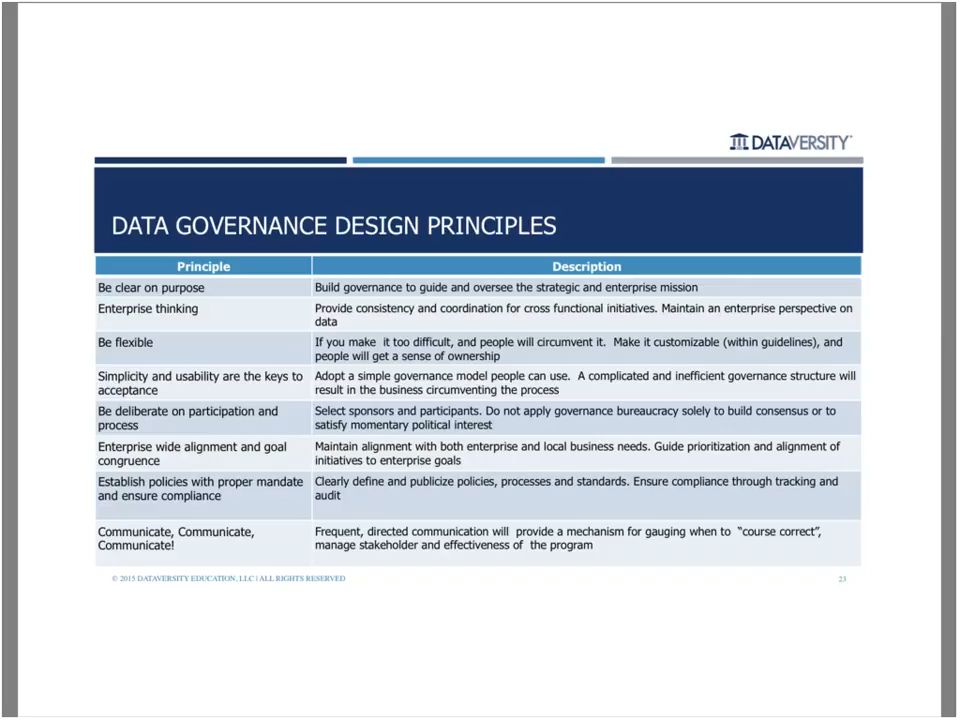 DATAVERSITY
DATA GOVERNANCE DESIGN PRINCIPLES
Principle
Description
Be clear on purpose
Build governance to guide and oversee the strategic and enterprise mission
Enterprise thinking
Provide consistency and coordination for cross functional initiatives. Maintain an enterprise perspective on
data
Be flexible
If you make it too difficult, and people will circumvent it. Make it customizable (within guidelines), and
people will get a sense of ownership
Simplicity and usability are the keys to
acceptance
Adopt a simple governance model people can use. A complicated and inefficient governance structure will
result in the business circumventing the process
Be deliberate on participation and
process
Select sponsors and participants. Do not apply governance bureaucracy solely to build consensus or to
satisfy momentary political interest
Enterprise wide alignment and goal
congruence
Maintain alignment with both enterprise and local business needs. Guide prioritization and alignment of
initiatives to enterprise goals
Establish policies with proper mandate
and ensure compliance
Clearly define and publicize policies, processes and standards. Ensure compliance through tracking and
audit
Communicate, Communicate,
Communicate!
Frequent, directed communication will provide a mechanism for gauging when to “course correct”,
manage stakeholder and effectiveness of the program
© 2015 DATAVERSITY EDUCATION, LLC | ALL RIGHTS RESERVED
23